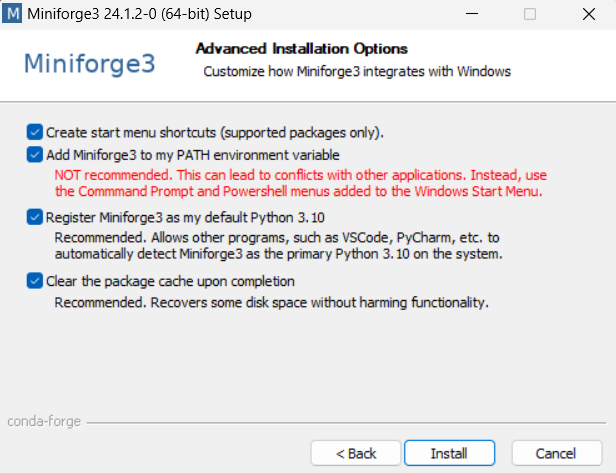 M Miniforge3 24.1.2-0 (64-bit) Setup
Miniforge3
Advanced Installation Options
Customize how Miniforge3 integrates with Windows
Create start menu shortcuts (supported packages only).
Add Miniforge3 to my PATH environment variable
NOT recommended. This can lead to conflicts with other applications. Instead, use
the Commmand Prompt and Powershell menus added to the Windows Start Menu.
Register Miniforge3 as my default Python 3.10
Recommended. Allows other programs, such as VSCode, PyCharm, etc. to
automatically detect Miniforge3 as the primary Python 3.10 on the system.
Clear the package cache upon completion
Recommended. Recovers some disk space without harming functionality.
conda-forge
< Back
Install
Cancel